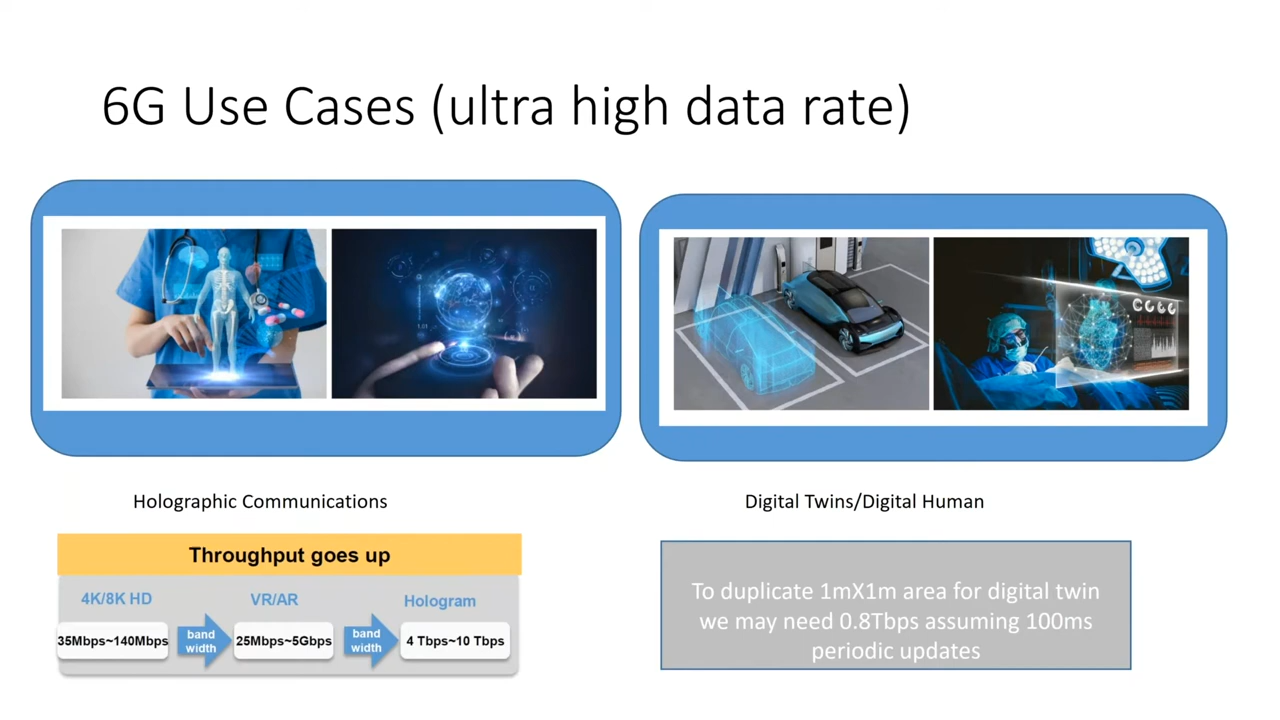 6G Use Cases (ultra high data rate)
Holographic Communications
Throughput goes up
4K/8K HD
VR/AR
Hologram
35Mbps~140Mbps
band
width
25Mbps~5Gbps
band
width
4 Tbps~10 Tbps
Digital Twins/Digital Human
To duplicate 1mX1m area for digital twin
we may need 0.8Tbps assuming 100ms
periodic updates